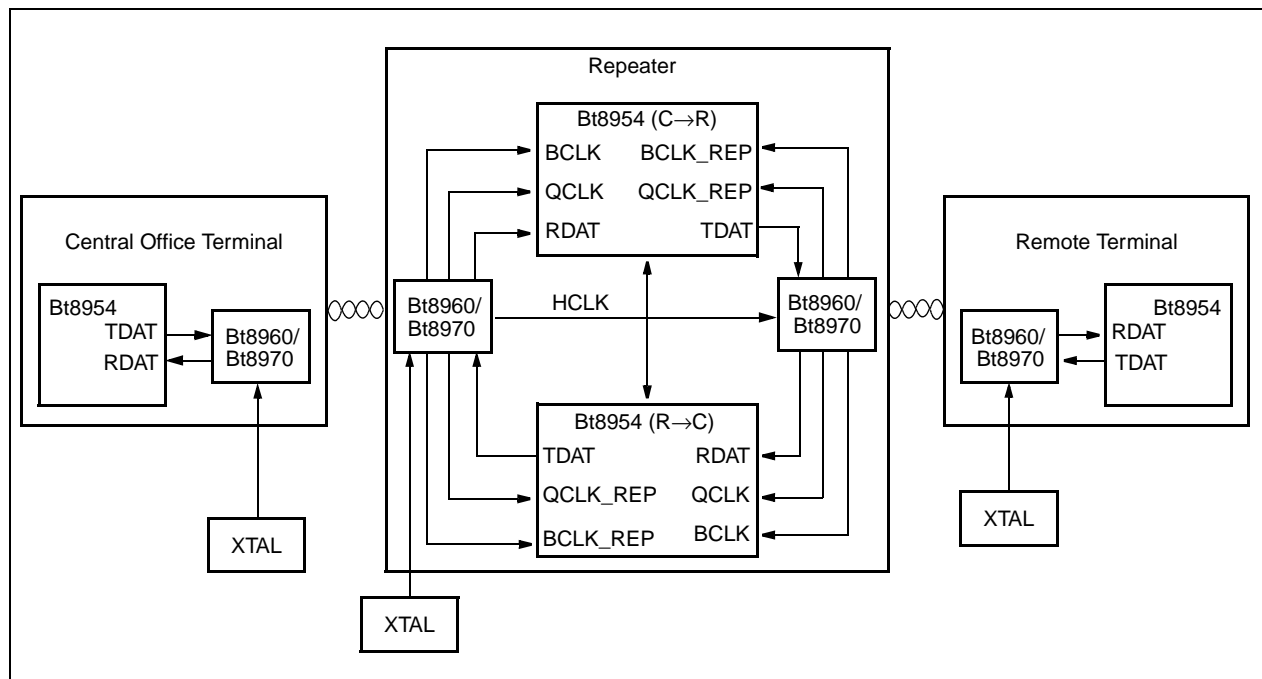 Repeater
Bt8954 (C→R)
BCLK BCLK_REP
QCLK QCLK_REP
RDAT TDAT
Central Office Terminal
Bt8954
TDAT
RDAT
Bt8960/
Bt8970
XTAL
Bt8960/
Bt8970
HCLK
Bt8960/
Bt8970
XTAL
Bt8954 (R→C)
TDAT RDAT
QCLK_REP QCLK
BCLK_REP BCLK
Remote Terminal
Bt8960/
Bt8970
Bt8954
RDAT
TDAT
XTAL